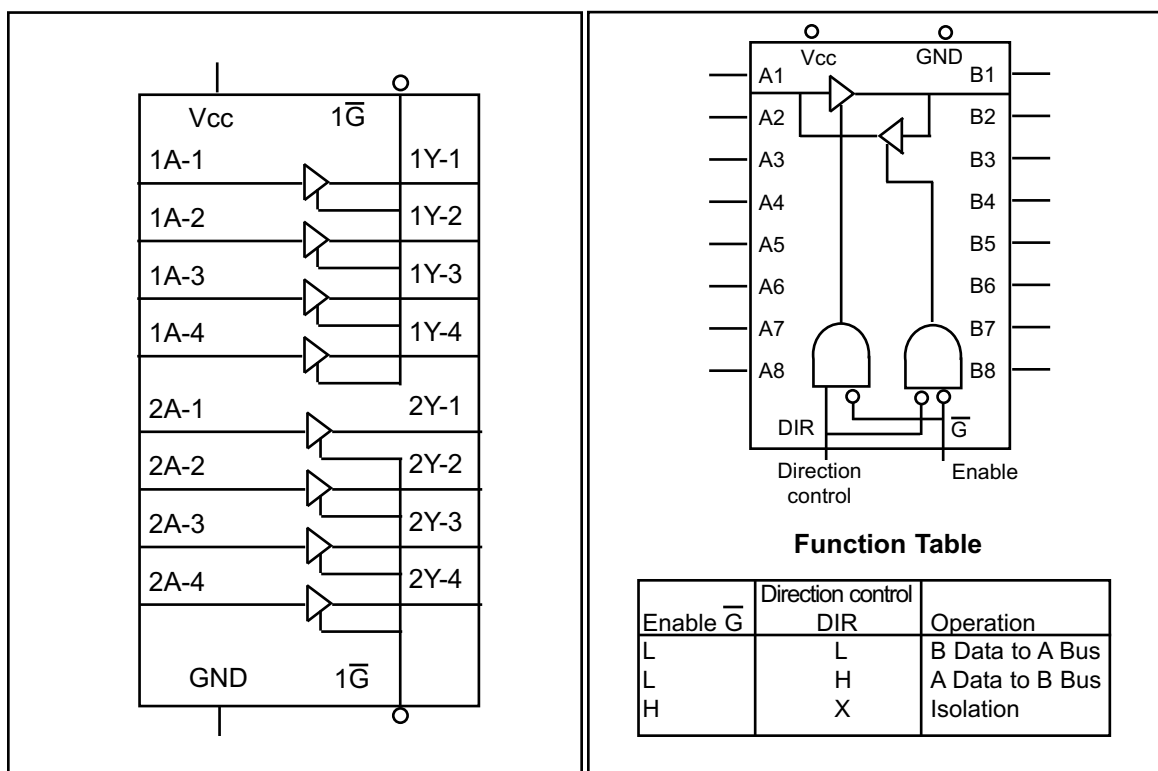 Vcc 1G̅
1A-1 1Y-1
1A-2 1Y-2
1A-3 1Y-3
1A-4 1Y-4
2A-1 2Y-1
2A-2 2Y-2
2A-3 2Y-3
2A-4 2Y-4
GND 1G̅
Vcc GND
A1 B1
A2 B2
A3 B3
A4 B4
A5 B5
A6 B6
A7 B7
A8 B8
DIR G̅
Direction Enable
control
Function Table
Direction control
Enable G̅ DIR Operation
L L B Data to A Bus
L H A Data to B Bus
H X Isolation